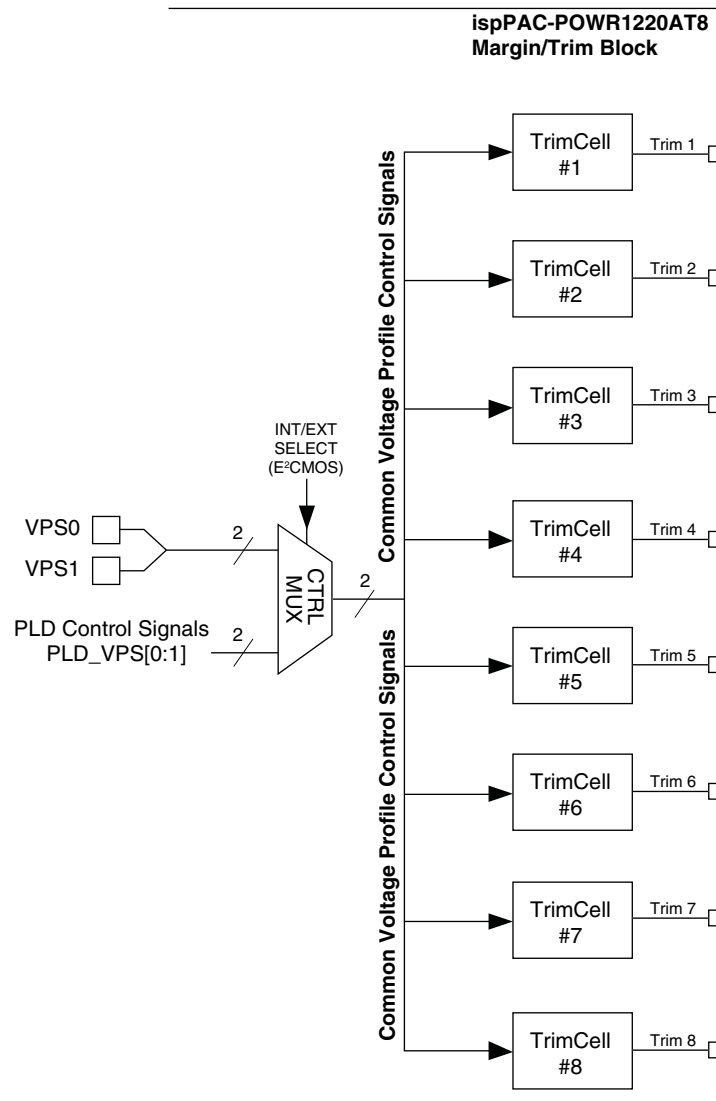 ispPAC-POWR1220AT8
Margin/Trim Block
Common Voltage Profile Control Signals
Common Voltage Profile Control Signals
TrimCell
#1
Trim 1
TrimCell
#2
Trim 2
TrimCell
#3
Trim 3
TrimCell
#4
Trim 4
TrimCell
#5
Trim 5
TrimCell
#6
Trim 6
TrimCell
#7
Trim 7
TrimCell
#8
Trim 8
INT/EXT
SELECT
(E²CMOS)
VPS0
VPS1
2
PLD Control Signals
PLD_VPS[0:1]
2
CTRL
MUX
2